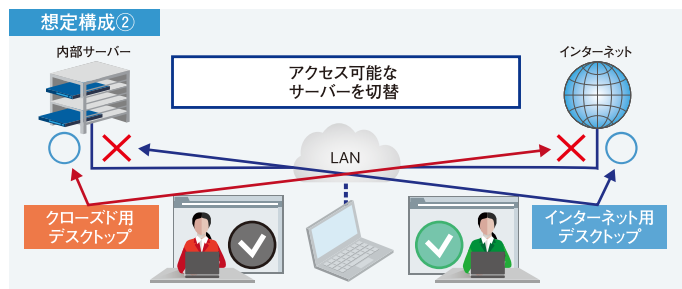 想定構成②
内部サーバー
インターネット
アクセス可能な
サーバーを切替
LAN
クローズド用
デスクトップ
インターネット用
デスクトップ